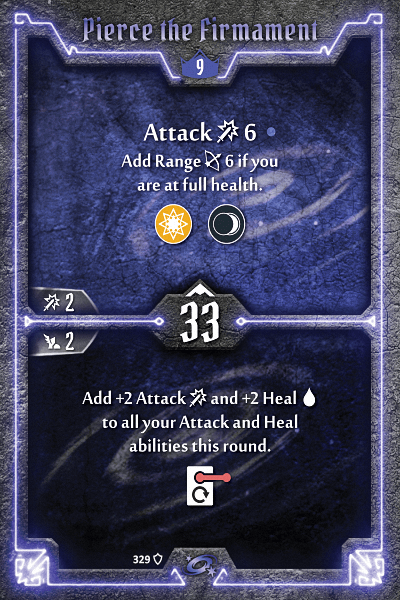 Pierce the Firmament
9
Attack 6
Add Range 6 if you
are at full health.
2
33
2
Add +2 Attack and +2 Heal
to all your Attack and Heal
abilities this round.
329